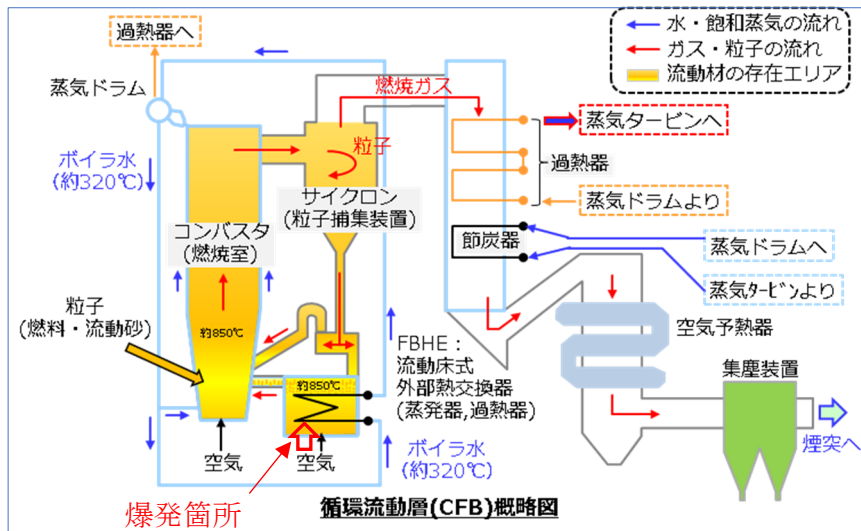 過熱器へ
蒸気ドラム
ボイラ水
(約320℃)
コンバスタ
(燃焼室)
粒子
(燃料・流動砂)
約850℃
空気
爆発箇所
燃焼ガス
粒子
サイクロン
(粒子捕集装置)
約850℃
空気
FBHE：
流動床式
外部熱交換器
(蒸発器,過熱器)
ボイラ水
(約320℃)
水・飽和蒸気の流れ
ガス・粒子の流れ
流動材の存在エリア
蒸気タービンへ
過熱器
蒸気ドラムより
節炭器
蒸気ドラムへ
蒸気ﾀｰﾋﾞﾝより
空気予熱器
集塵装置
煙突へ
循環流動層(CFB)概略図